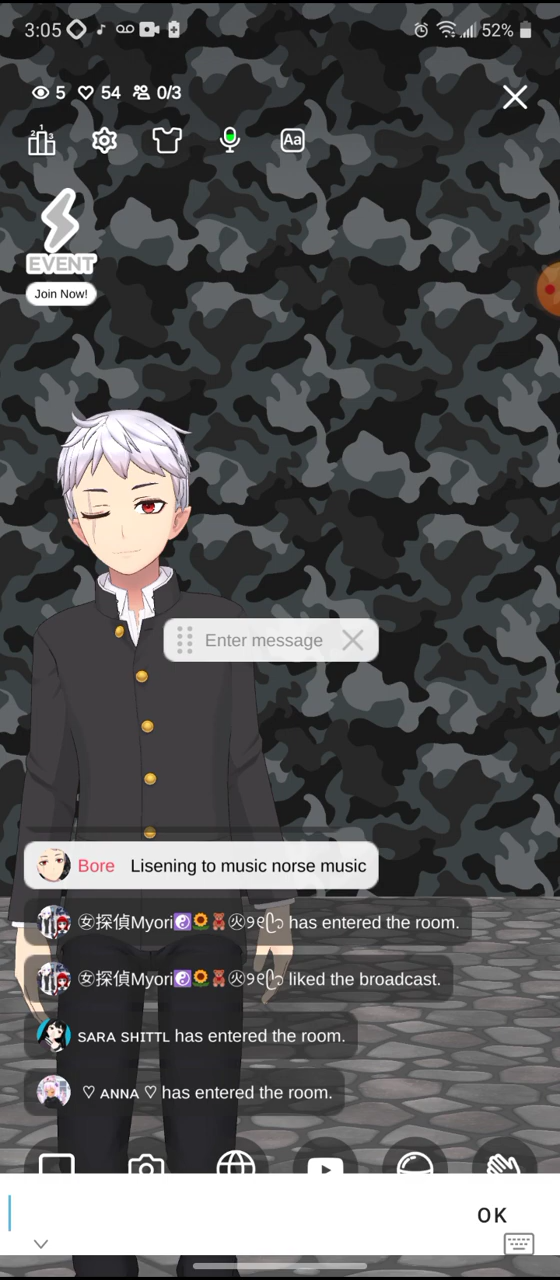 3:05
52%
5 54 0/3
Aa
EVENT
Join Now!
Enter message
Bore Lisening to music norse music
㊛探偵Myori☯️🌻🧸㊋ has entered the room.
㊛探偵Myori☯️🌻🧸㊋ liked the broadcast.
SARA SHITTL has entered the room.
♡ ANNA ♡ has entered the room.
OK